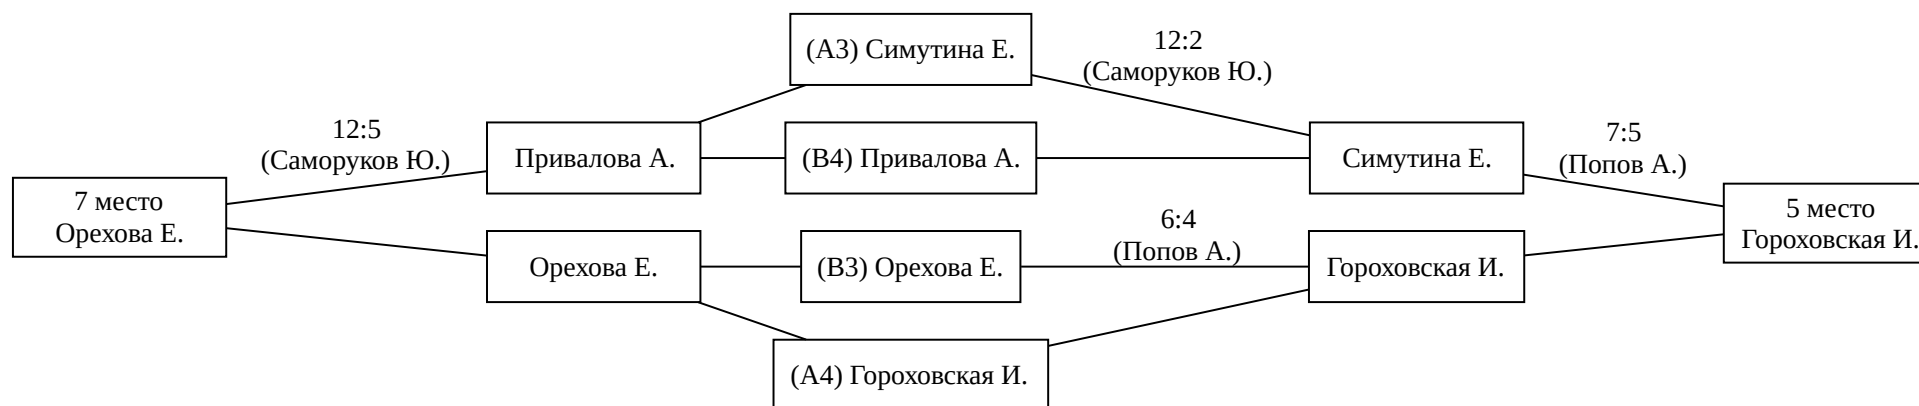 (A3) Симутина Е.
12:2
(Саморуков Ю.)
12:5
(Саморуков Ю.)
Привалова А.
(B4) Привалова А.
Симутина Е.
7:5
(Попов А.)
7 место
Орехова Е.
5 место
Гороховская И.
6:4
(Попов А.)
Орехова Е.
(B3) Орехова Е.
Гороховская И.
(A4) Гороховская И.